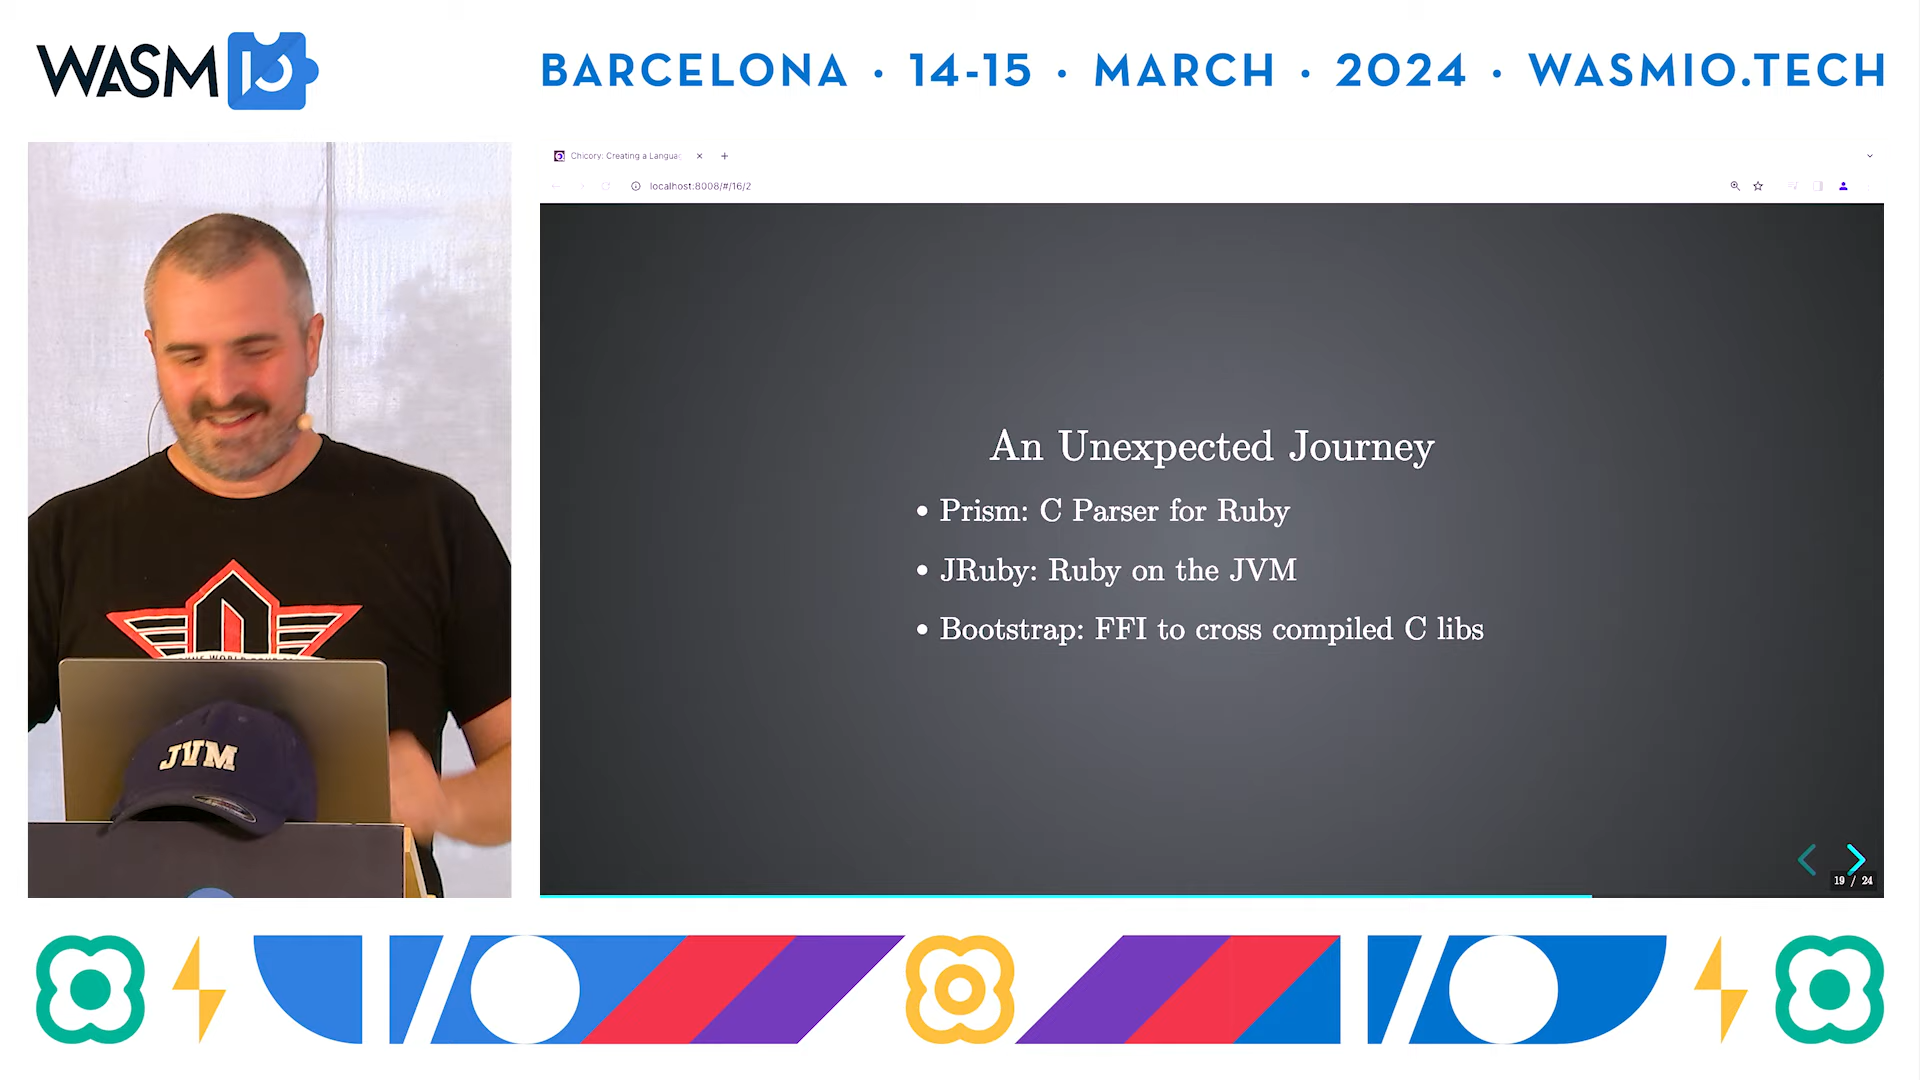 WASM IO
BARCELONA · 14-15 · MARCH · 2024 · WASMIO.TECH
Chicory: Creating a Langua
localhost:8008/#/16/2
An Unexpected Journey
• Prism: C Parser for Ruby
• JRuby: Ruby on the JVM
• Bootstrap: FFI to cross compiled C libs
19 / 24
JVM